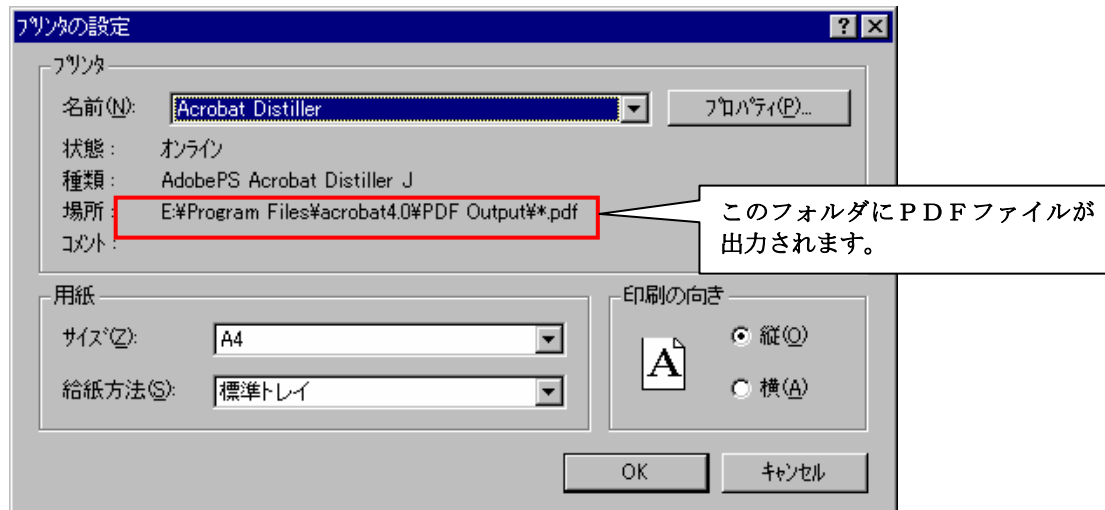 プリンタの設定
プリンタ
名前(N):
Acrobat Distiller
プロパティ(P)...
状態 :
オンライン
種類 :
AdobePS Acrobat Distiller J
場所 :
E:¥Program Files¥acrobat4.0¥PDF Output¥*.pdf
コメント :
このフォルダにＰＤＦファイルが
出力されます。
用紙
サイズ(Z):
A4
給紙方法(S):
標準トレイ
印刷の向き
A
縦(O)
横(A)
OK
キャンセル